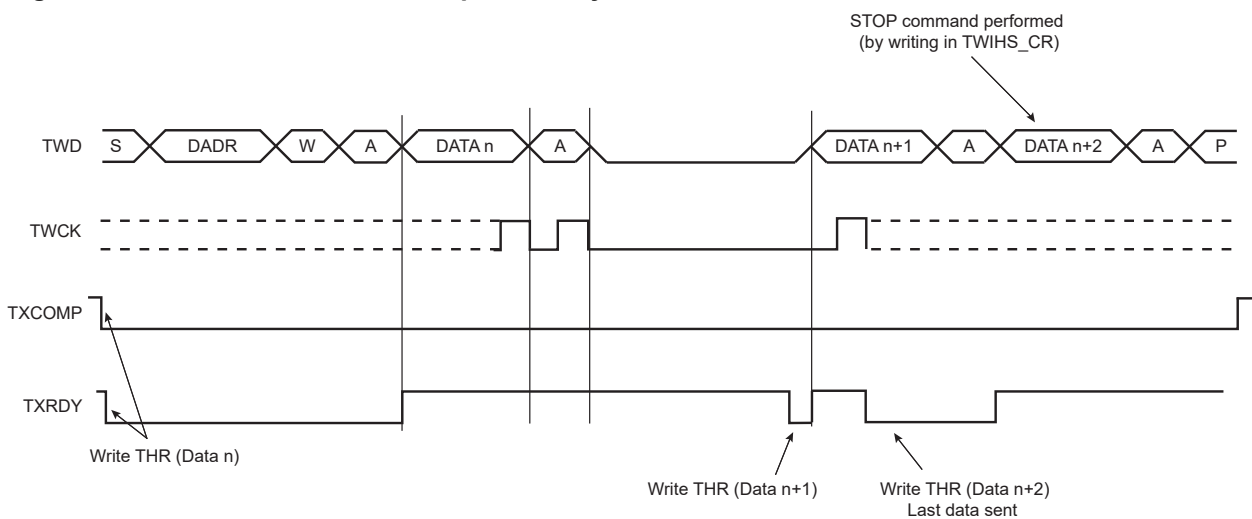 STOP command performed
(by writing in TWIHS_CR)
TWD S DADR W A DATA n A DATA n+1 A DATA n+2 A P
TWCK
TXCOMP
TXRDY
Write THR (Data n)
Write THR (Data n+1)
Write THR (Data n+2)
Last data sent